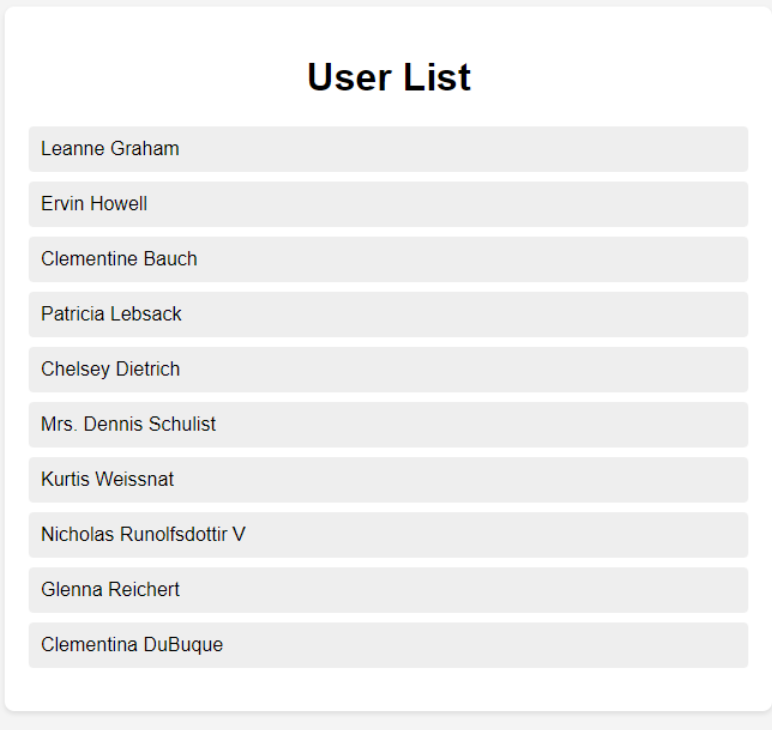 User List
Leanne Graham
Ervin Howell
Clementine Bauch
Patricia Lebsack
Chelsey Dietrich
Mrs. Dennis Schulist
Kurtis Weissnat
Nicholas Runolfsdottir V
Glenna Reichert
Clementina DuBuque